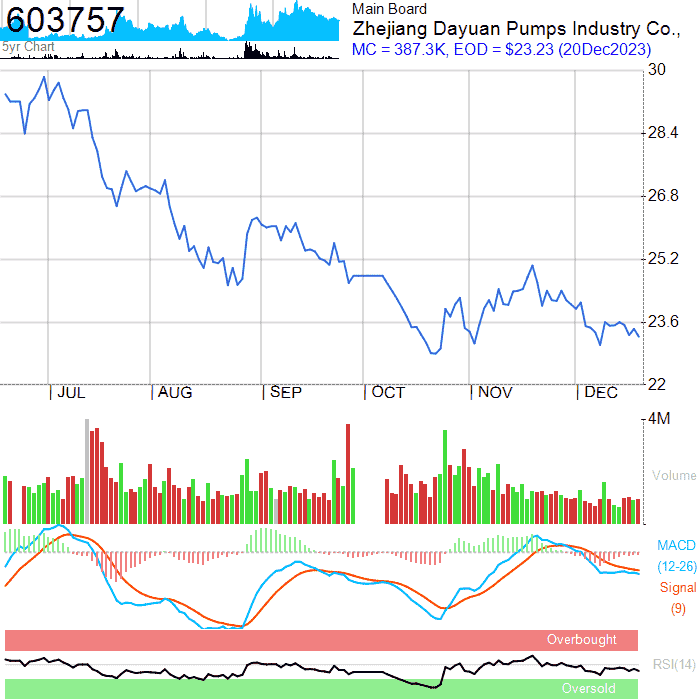 603757
5yr Chart
Main Board
Zhejiang Dayuan Pumps Industry Co.,
MC = 387.3K, EOD = $23.23 (20Dec2023)
30
28.4
26.8
25.2
23.6
22
JUL AUG SEP OCT NOV DEC
4M
Volume
MACD
(12-26)
Signal
(9)
Overbought
RSI(14)
Oversold